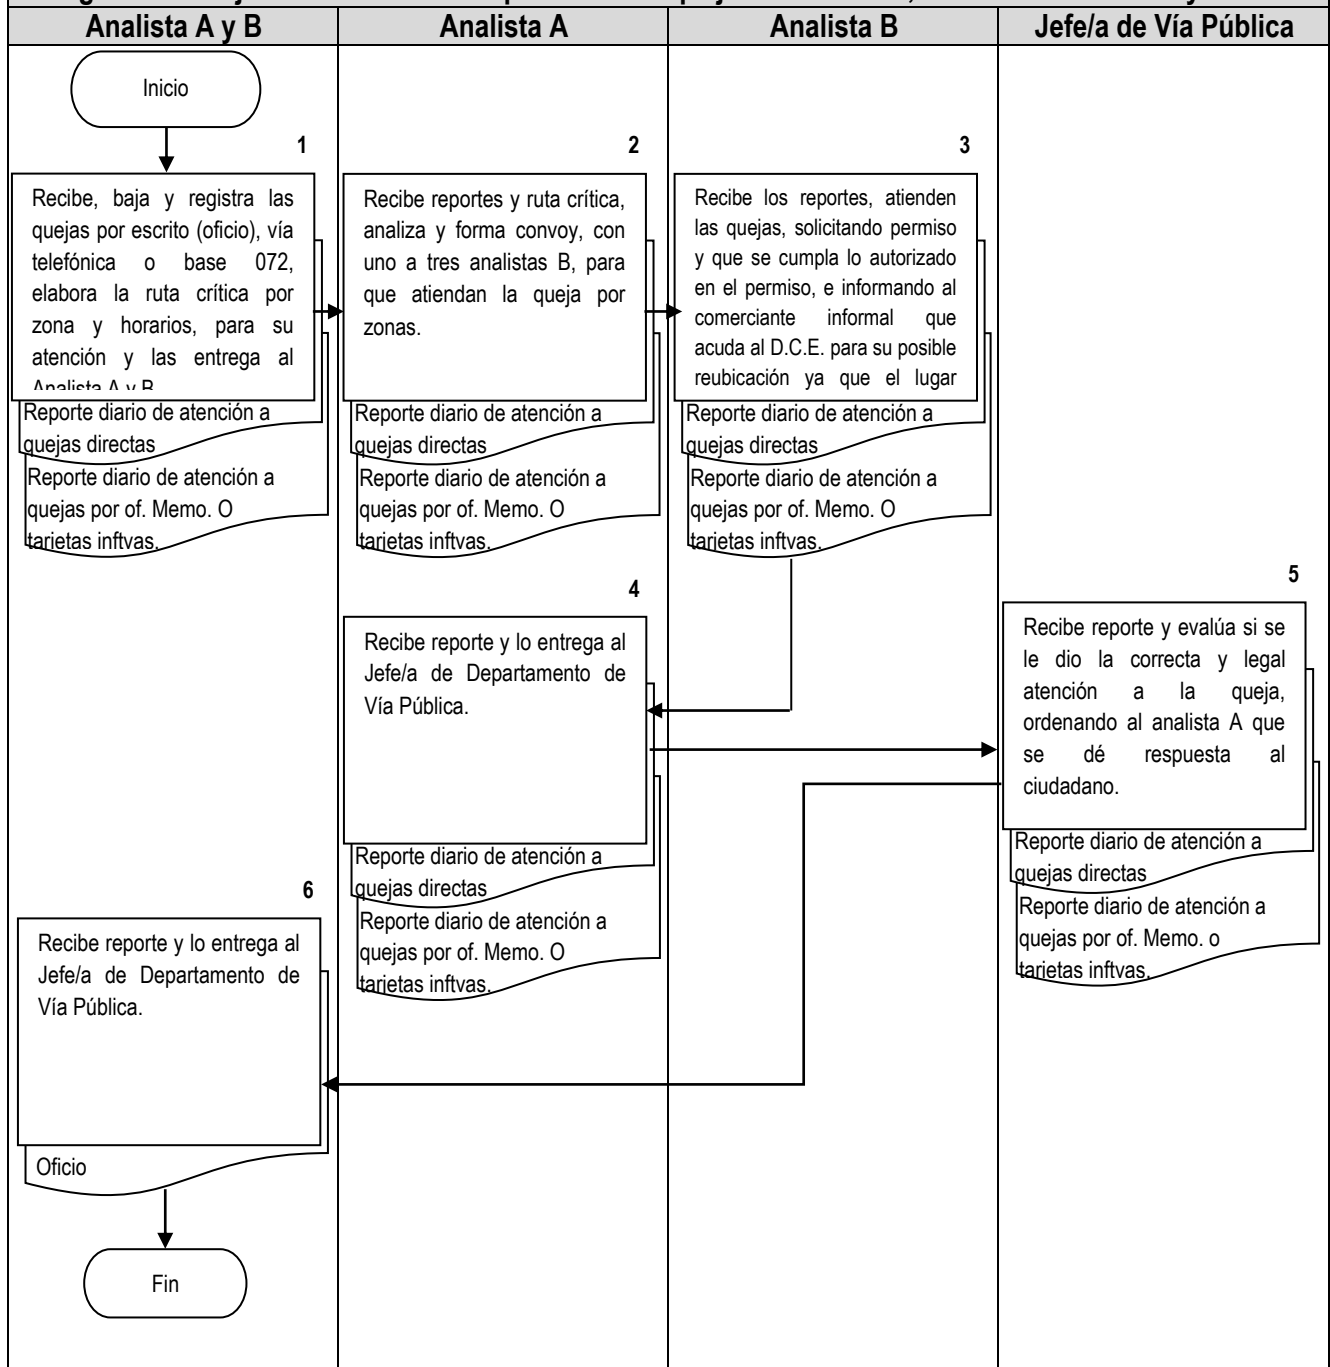 Analista A y B
Analista A
Analista B
Jefe/a de Vía Pública
Inicio
1
Recibe, baja y registra las
quejas por escrito (oficio), vía
telefónica o base 072,
elabora la ruta crítica por
zona y horarios, para su
atención y las entrega al
Analista A y B
Reporte diario de atención a
quejas directas
Reporte diario de atención a
quejas por of. Memo. O
tarjetas inftvas.
2
Recibe reportes y ruta crítica,
analiza y forma convoy, con
uno a tres analistas B, para
que atiendan la queja por
zonas.
Reporte diario de atención a
quejas directas
Reporte diario de atención a
quejas por of. Memo. O
tarjetas inftvas.
3
Recibe los reportes, atienden
las quejas, solicitando permiso
y que se cumpla lo autorizado
en el permiso, e informando al
comerciante informal que
acuda al D.C.E. para su posible
reubicación ya que el lugar
Reporte diario de atención a
quejas directas
Reporte diario de atención a
quejas por of. Memo. O
tarjetas inftvas.
4
Recibe reporte y lo entrega al
Jefe/a de Departamento de
Vía Pública.
Reporte diario de atención a
quejas directas
Reporte diario de atención a
quejas por of. Memo. O
tarjetas inftvas.
5
Recibe reporte y evalúa si se
le dio la correcta y legal
atención a la queja,
ordenando al analista A que
se dé respuesta al
ciudadano.
Reporte diario de atención a
quejas directas
Reporte diario de atención a
quejas por of. Memo. o
tarjetas inftvas.
6
Recibe reporte y lo entrega al
Jefe/a de Departamento de
Vía Pública.
Oficio
Fin